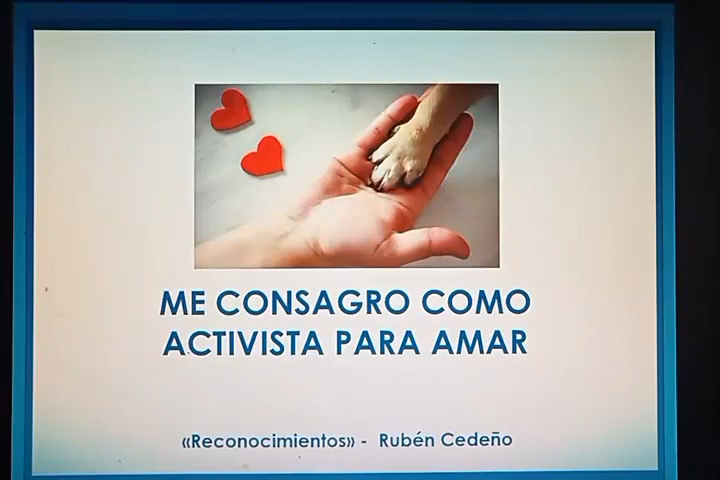 ME CONSAGRO COMO
ACTIVISTA PARA AMAR
«Reconocimientos» - Rubén Cedeño